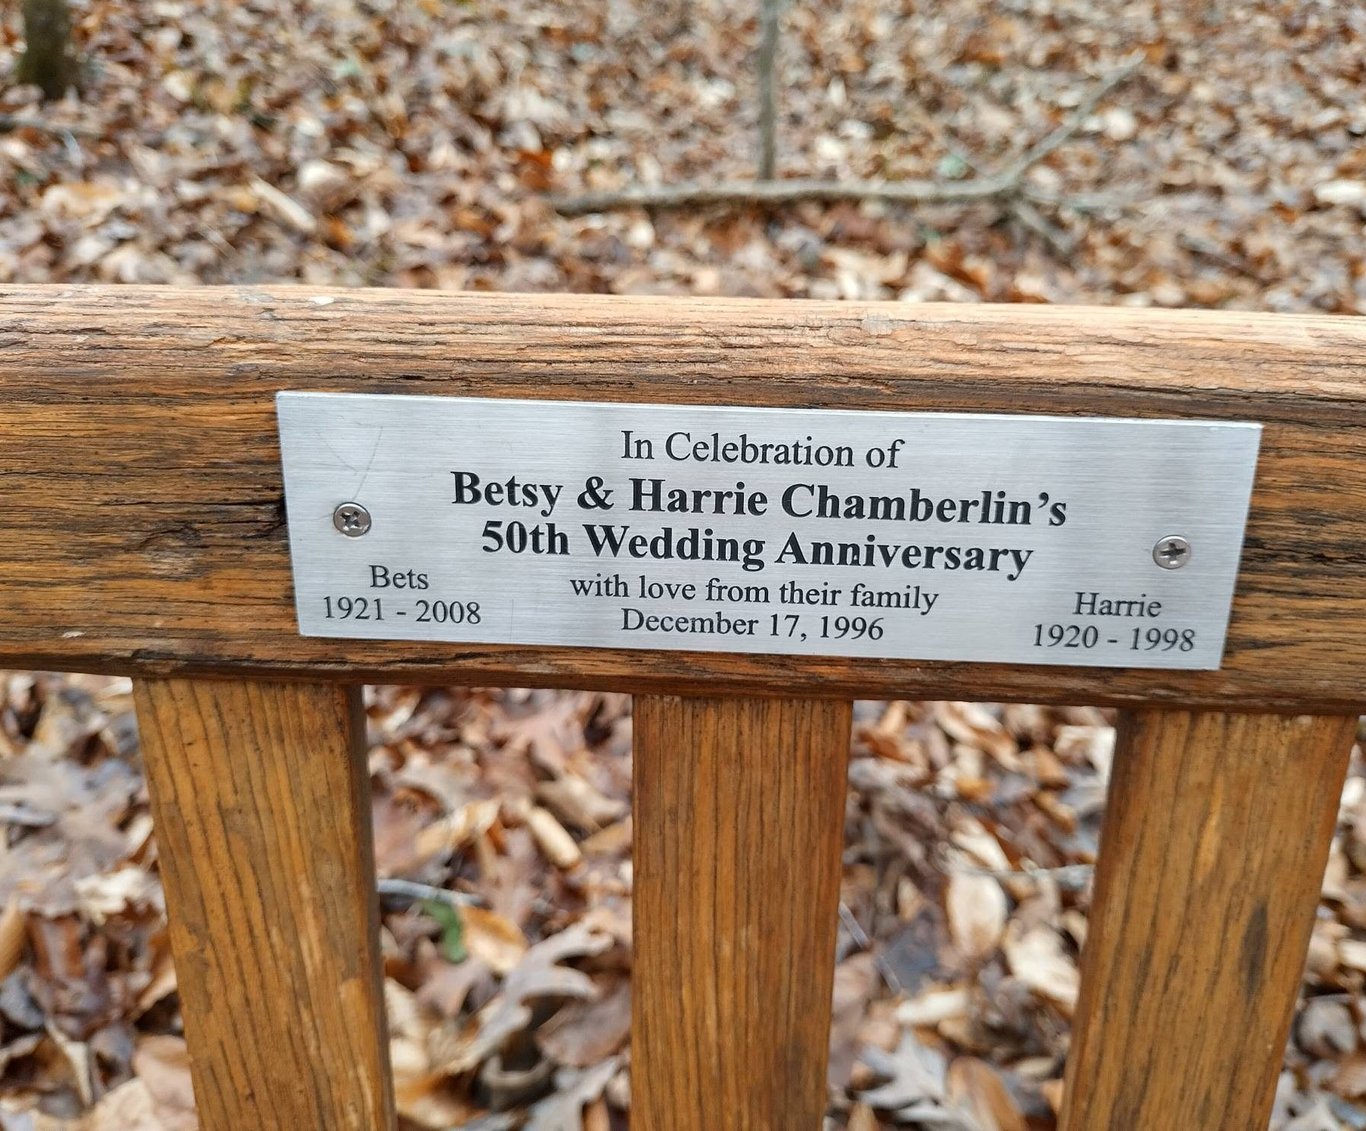 In Celebration of
Betsy & Harrie Chamberlin's
50th Wedding Anniversary
with love from their family
December 17, 1996
Bets
1921 - 2008
Harrie
1920 - 1998